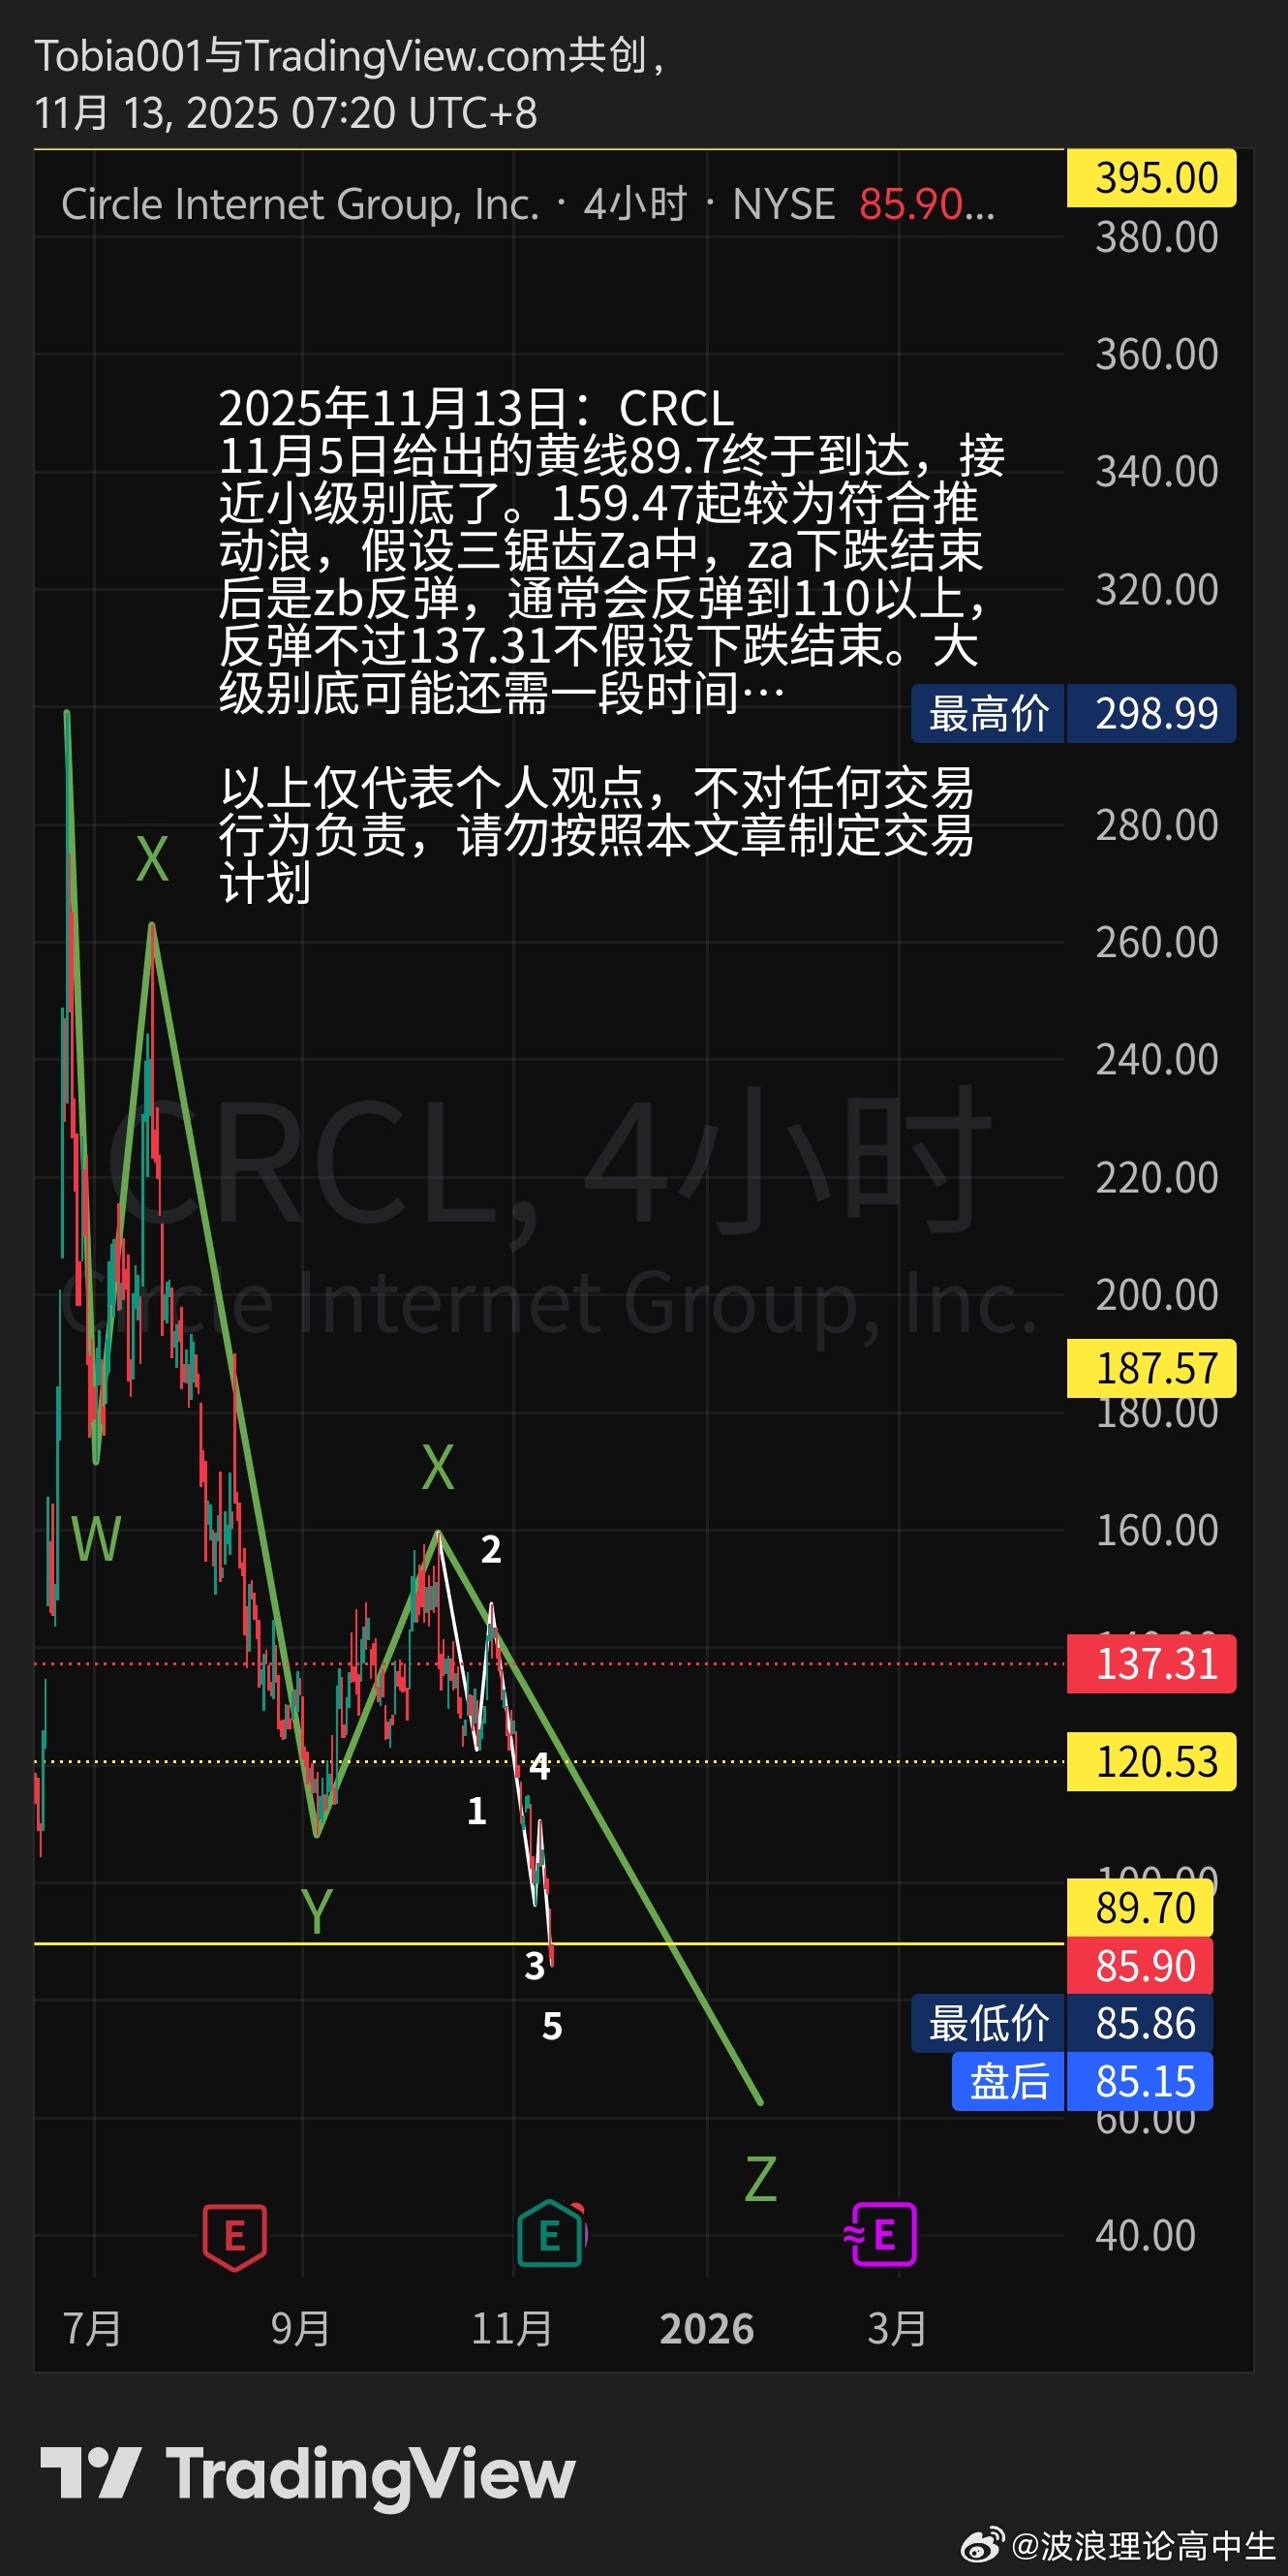 Tobia001与TradingView.com共创，
11月 13, 2025 07:20 UTC+8
395.00
Circle Internet Group, Inc. · 4小时 · NYSE 85.90...
380.00
360.00
2025年11月13日：CRCL
11月5日给出的黄线89.7终于到达，接
近小级别底了。159.47起较为符合推
动浪，假设三锯齿Za中，za下跌结束
后是zb反弹，通常会反弹到110以上，
反弹不过137.31不假设下跌结束。大
级别底可能还需一段时间…
340.00
320.00
最高价 298.99
以上仅代表个人观点，不对任何交易
行为负责，请勿按照本文章制定交易
计划
280.00
X
260.00
240.00
CRCL, 4小时
220.00
Circle Internet Group, Inc.
200.00
187.57
180.00
X
W
2
160.00
137.31
120.53
4
1
100.00
89.70
Y
3
85.90
5
最低价 85.86
盘后 85.15
60.00
Z
E
E
≈E
40.00
7月 9月 11月 2026 3月
TradingView
@波浪理论高中生